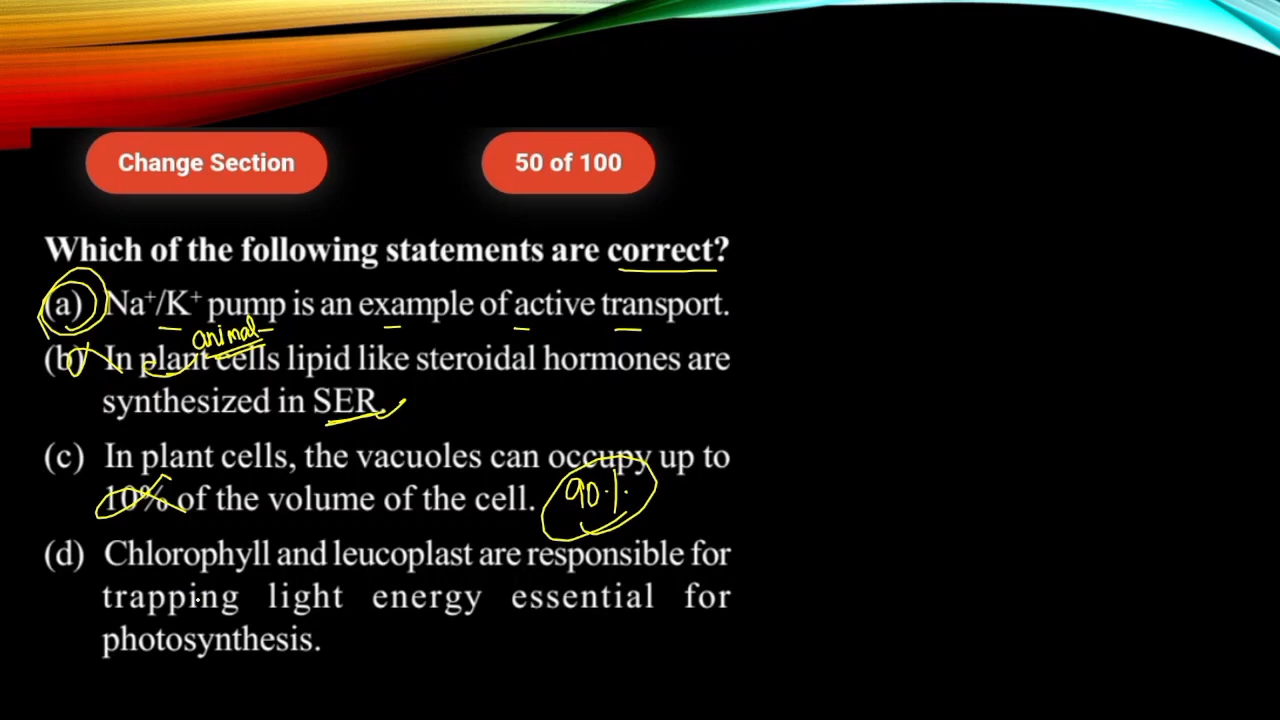 Change Section
50 of 100
Which of the following statements are correct?
(a) Na⁺/K⁺ pump is an example of active transport.
animal
(b) In plant cells lipid like steroidal hormones are
synthesized in SER.
(c) In plant cells, the vacuoles can occupy up to
10% of the volume of the cell. 90%
(d) Chlorophyll and leucoplast are responsible for
trapping light energy essential for
photosynthesis.